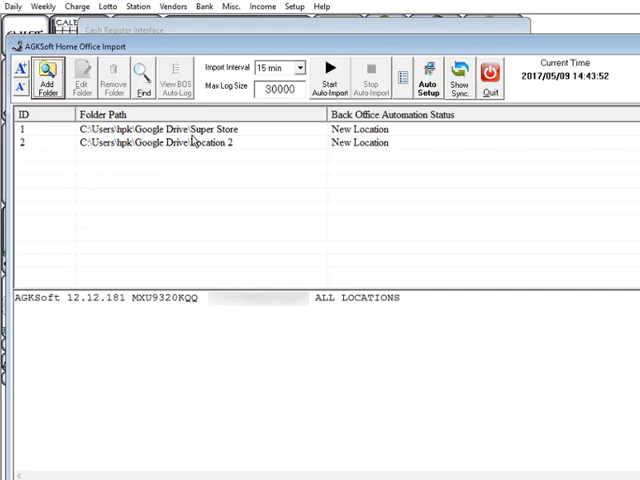 Daily Weekly Charge Lotto Station Vendors Bank Misc Income Setup Help
Cash Register Interface
AGKSoft Home Office Import
Add Folder
Edit Folder
Remove Folder
Find
View BOS Auto-Log
Import Interval 15 min
Max Log Size 30000
Start Auto-Import
Stop Auto-Import
Auto Setup
Show Sync.
Quit
Current Time
2017/05/09 14:43:52
ID Folder Path Back Office Automation Status
1 C:\Users\hpk\Google Drive\Super Store New Location
2 C:\Users\hpk\Google Drive\Location 2 New Location
AGKSoft 12.12.181 MXU9320KQQ ALL LOCATIONS